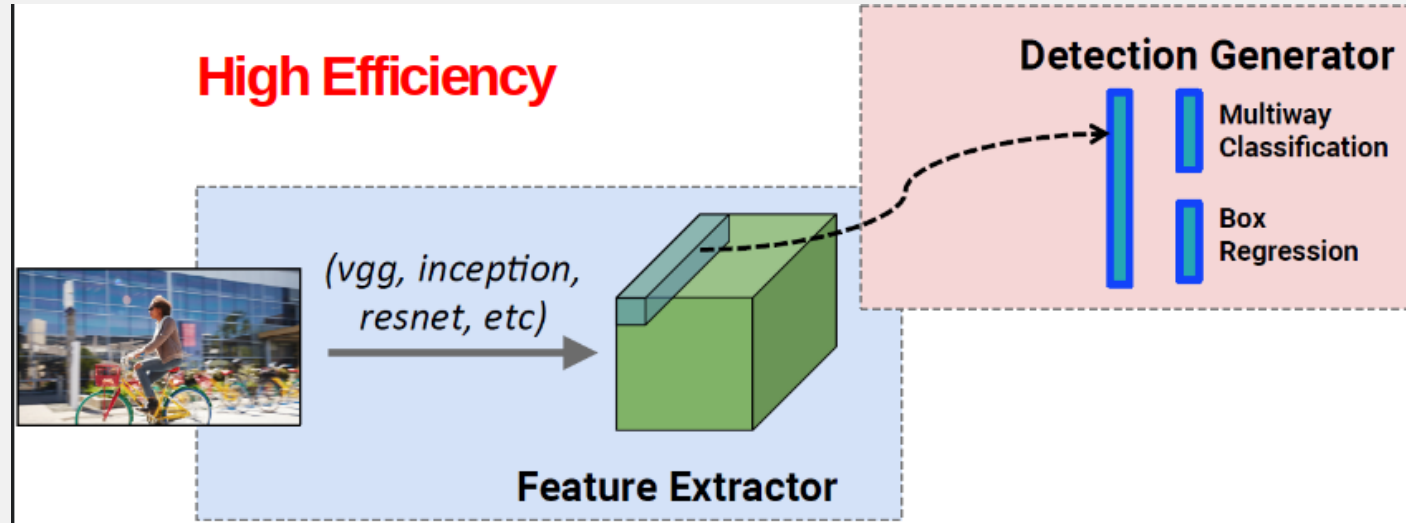 High Efficiency
Detection Generator
Multiway
Classification
Box
Regression
(vgg, inception,
resnet, etc)
Feature Extractor